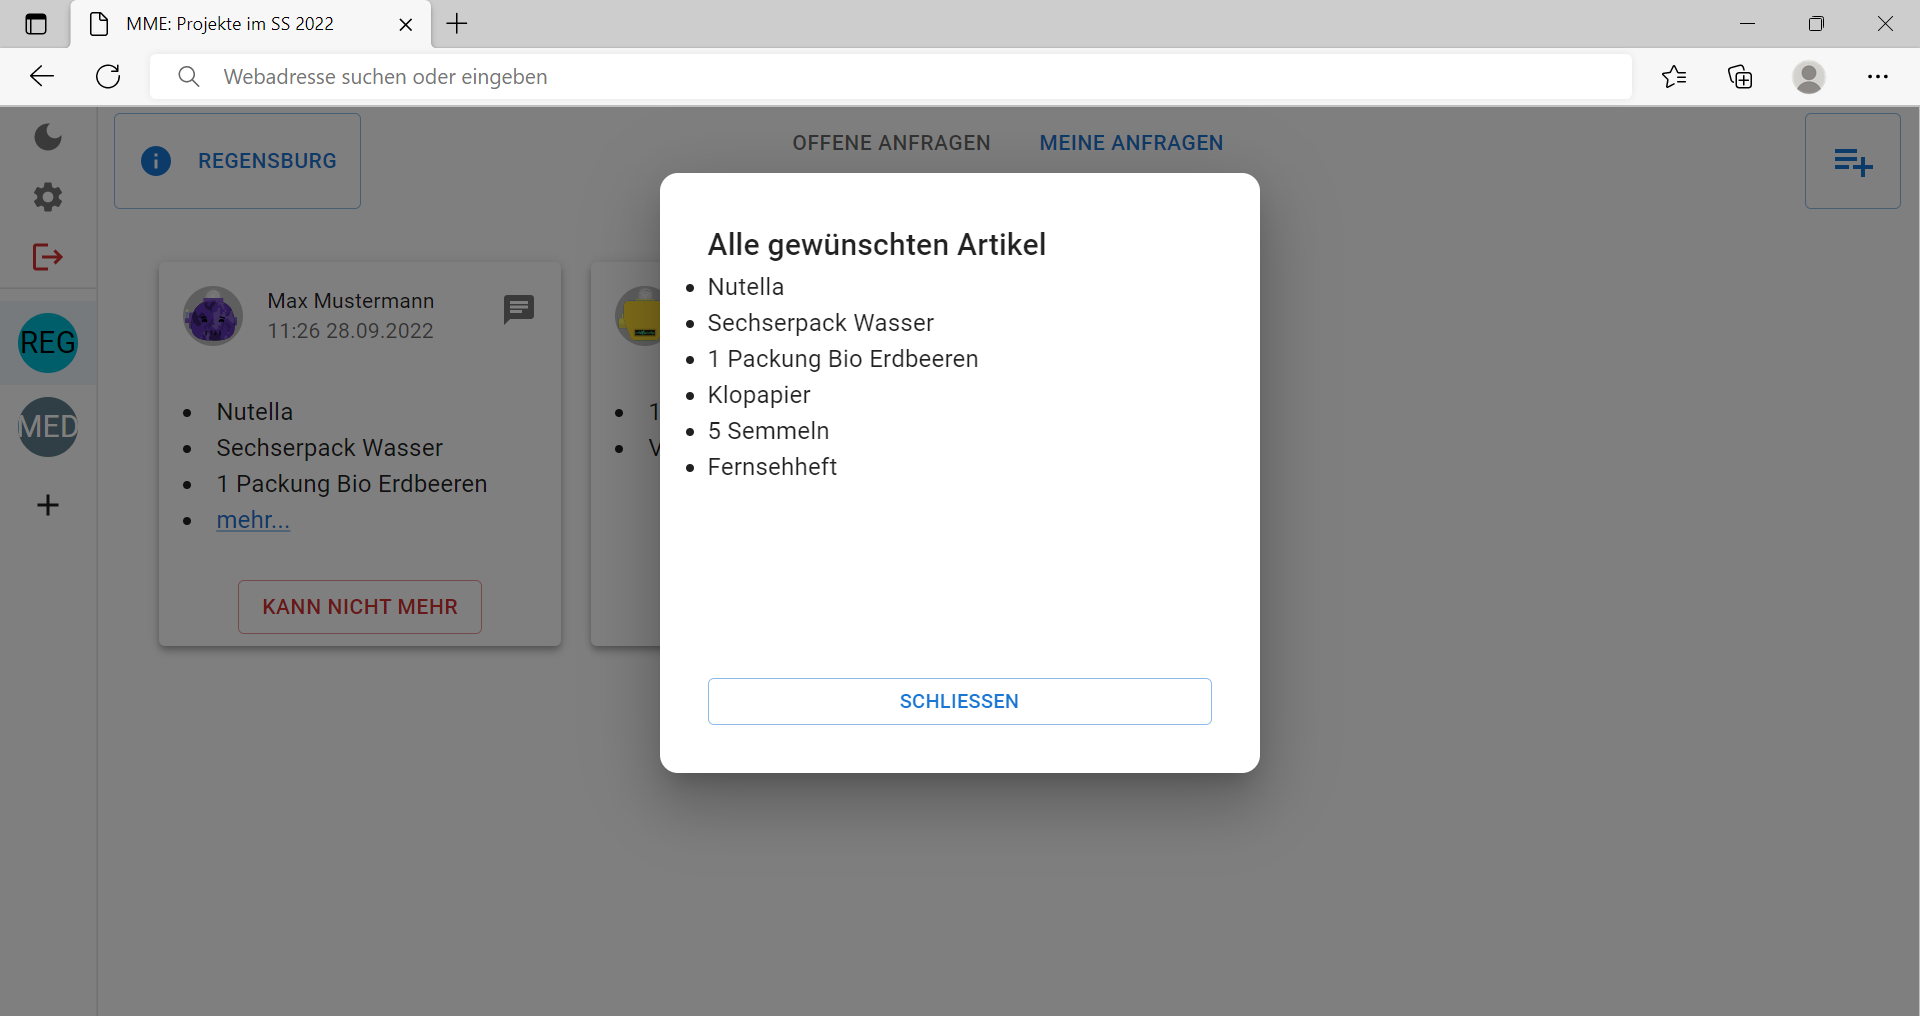 MME: Projekte im SS 2022
Webadresse suchen oder eingeben
REGENSBURG
OFFENE ANFRAGEN
MEINE ANFRAGEN
REG
MED
Max Mustermann
11:26 28.09.2022
Nutella
Sechserpack Wasser
1 Packung Bio Erdbeeren
mehr...
KANN NICHT MEHR
1
Alle gewünschten Artikel
Nutella
Sechserpack Wasser
1 Packung Bio Erdbeeren
Klopapier
5 Semmeln
Fernsehheft
SCHLIESSEN